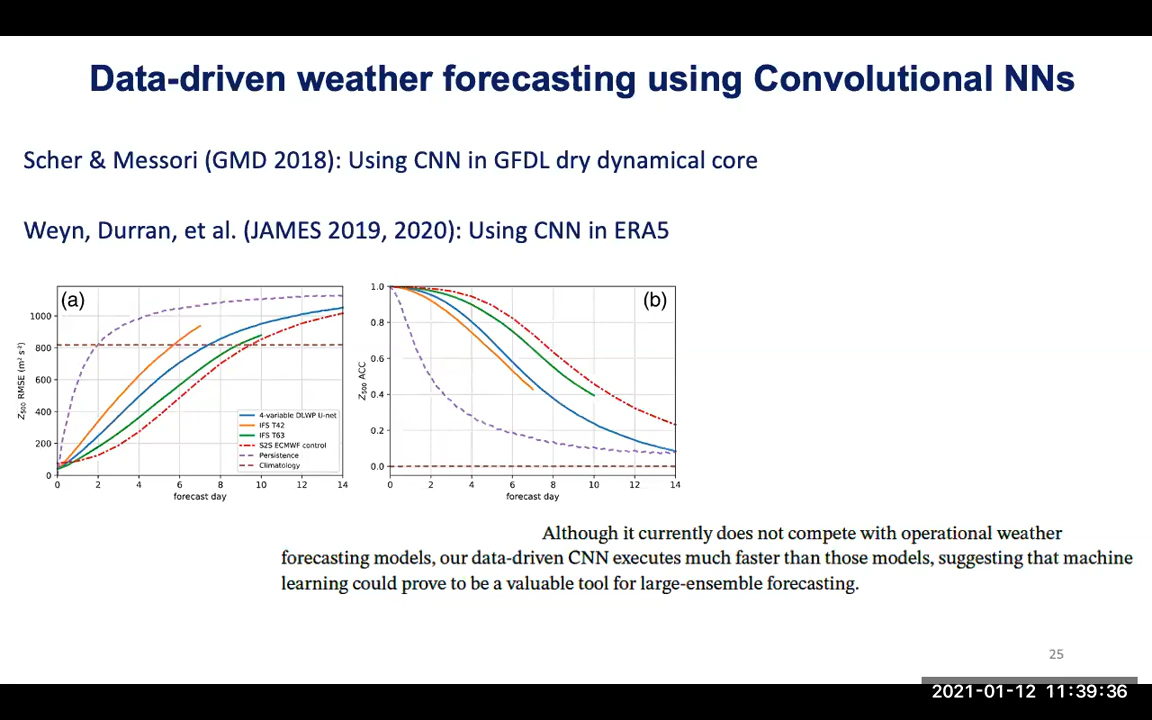 Data-driven weather forecasting using Convolutional NNs
Scher & Messori (GMD 2018): Using CNN in GFDL dry dynamical core
Weyn, Durran, et al. (JAMES 2019, 2020): Using CNN in ERA5
(a)
1000
800
600
400
200
0
Z500 RMSE (m² s⁻²)
0 2 4 6 8 10 12 14
forecast day
4-variable DLWP U-net
IFS T42
IFS T63
S2S ECMWF control
Persistence
Climatology
(b)
1.0
0.8
0.6
0.4
0.2
0.0
Z500 ACC
0 2 4 6 8 10 12 14
forecast day
Although it currently does not compete with operational weather
forecasting models, our data-driven CNN executes much faster than those models, suggesting that machine
learning could prove to be a valuable tool for large-ensemble forecasting.
25
2021-01-12 11:39:36